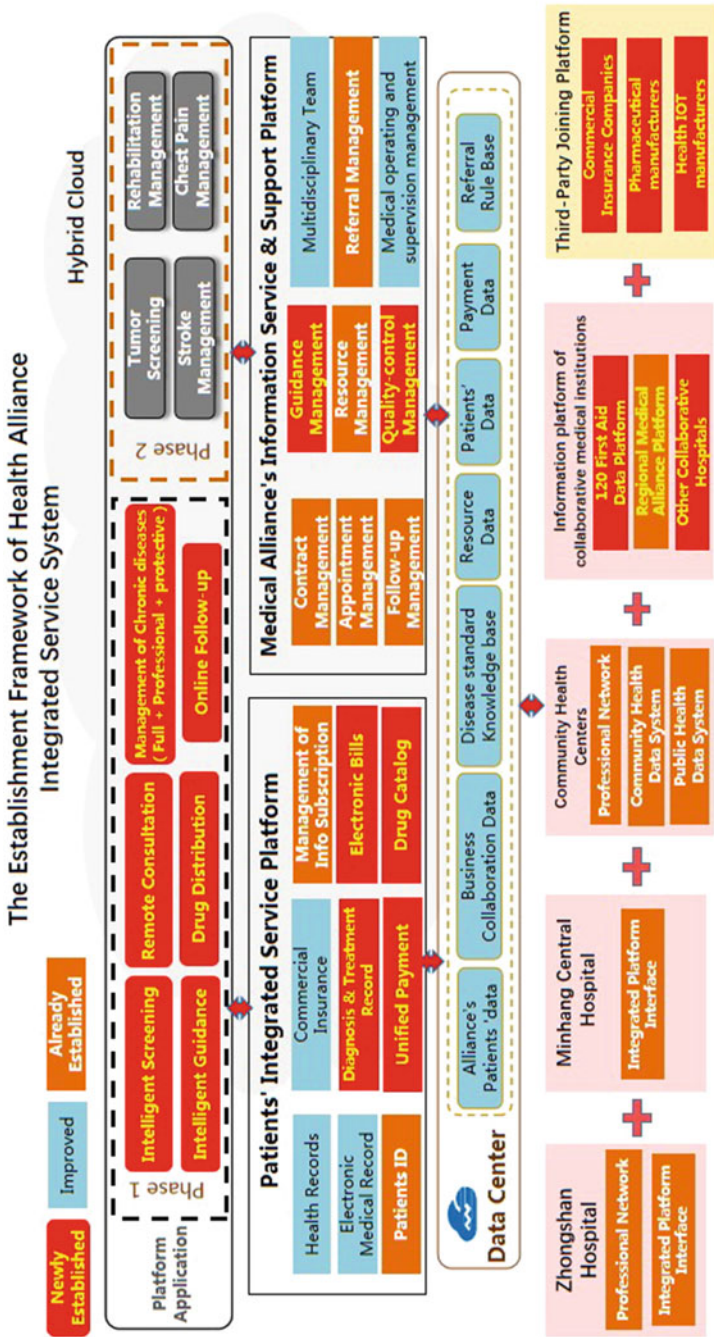 The Establishment Framework of Health Alliance
Integrated Service System
Newly
Established
Improved
Already
Established
Hybrid Cloud
Platform
Application
Phase 1
Intelligent Screening
Remote Consultation
Management of Chronic diseases
( Full + Professional + protective )
Intelligent Guidance
Drug Distribution
Online Follow-up
Phase 2
Tumor
Screening
Rehabilitation
Management
Stroke
Management
Chest Pain
Management
Patients' Integrated Service Platform
Health Records
Commercial
Insurance
Management of
Info Subscription
Electronic
Medical Record
Diagnosis & Treatment
Record
Electronic Bills
Patients ID
Unified Payment
Drug Catalog
Medical Alliance's Information Service & Support Platform
Contract
Management
Guidance
Management
Multidisciplinary Team
Appointment
Management
Resource
Management
Referral Management
Follow-up
Management
Quality-control
Management
Medical operating and
supervision management
Data Center
Alliance's
Patients 'data
Business
Collaboration Data
Disease standard
Knowledge base
Resource
Data
Patients'
Data
Payment
Data
Referral
Rule Base
Zhongshan
Hospital
Professional Network
Integrated Platform
Interface
+
Minhang Central
Hospital
Integrated Platform
Interface
+
Community Health
Centers
Professional Network
Community Health
Data System
Public Health
Data System
+
Information platform of
collaborative medical institutions
120 First Aid
Data Platform
Regional Medical
Alliance Platform
Other Collaborative
Hospitals
+
Third-Party Joining Platform
Commercial
Insurance Companies
Pharmaceutical
manufacturers
Health IOT
manufacturers